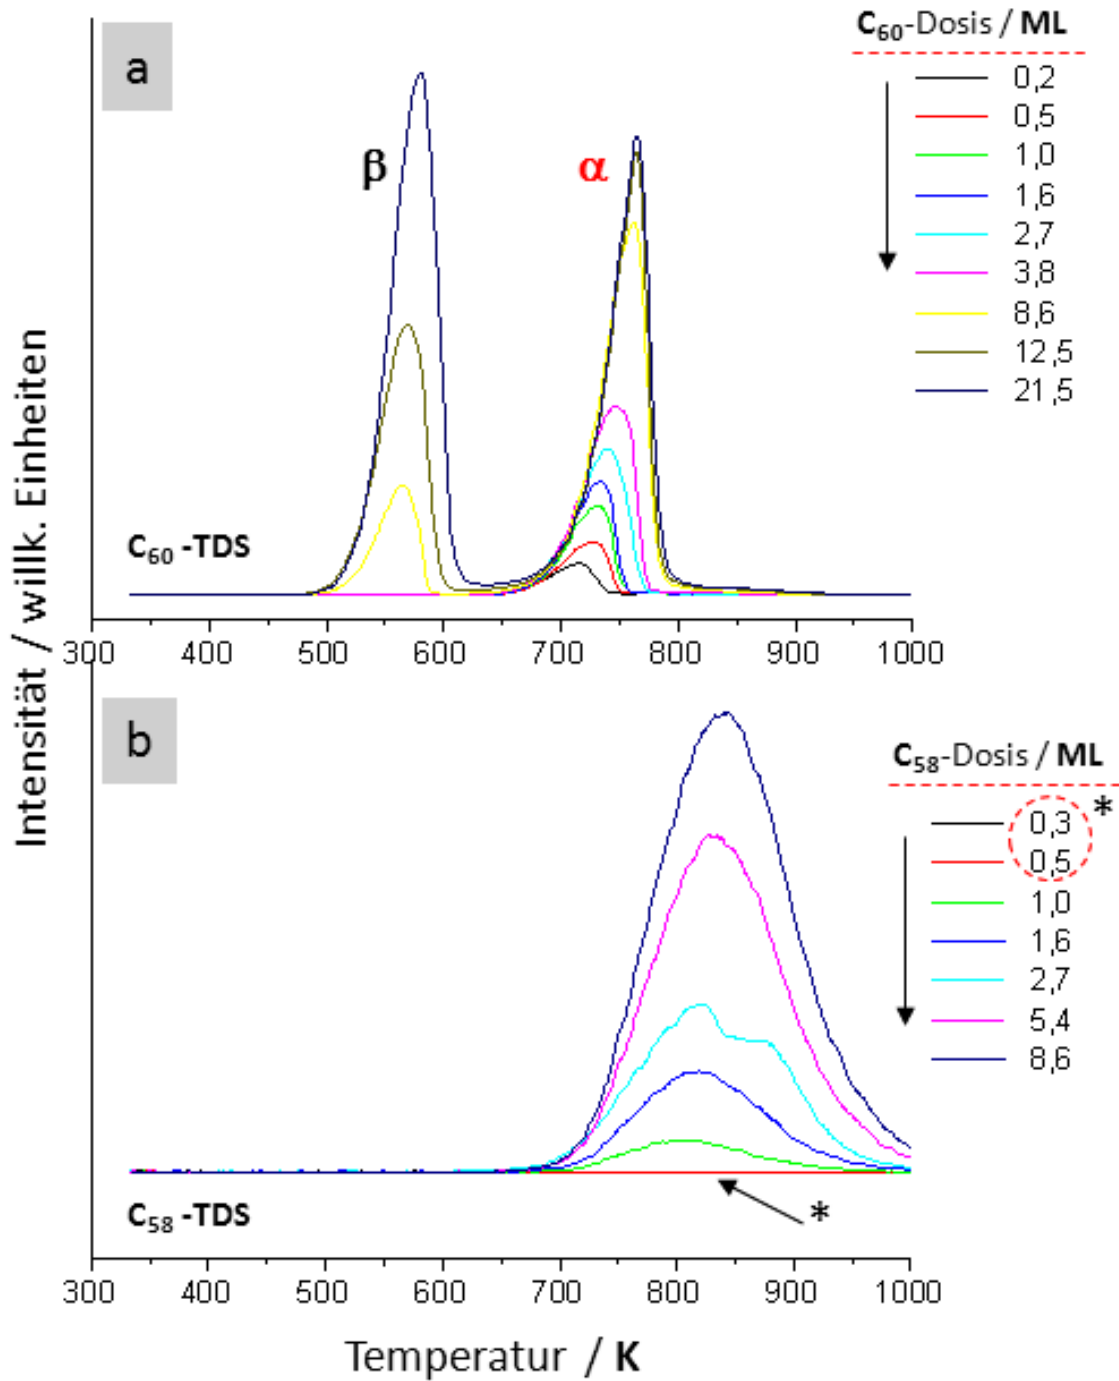 a
C₆₀-Dosis / ML
0,2
0,5
1,0
1,6
2,7
3,8
8,6
12,5
21,5
β
α
C₆₀ -TDS
300 400 500 600 700 800 900 1000
Intensität / willk. Einheiten
b
C₅₈-Dosis / ML
0,3 *
0,5
1,0
1,6
2,7
5,4
8,6
C₅₈ -TDS
*
300 400 500 600 700 800 900 1000
Temperatur / K